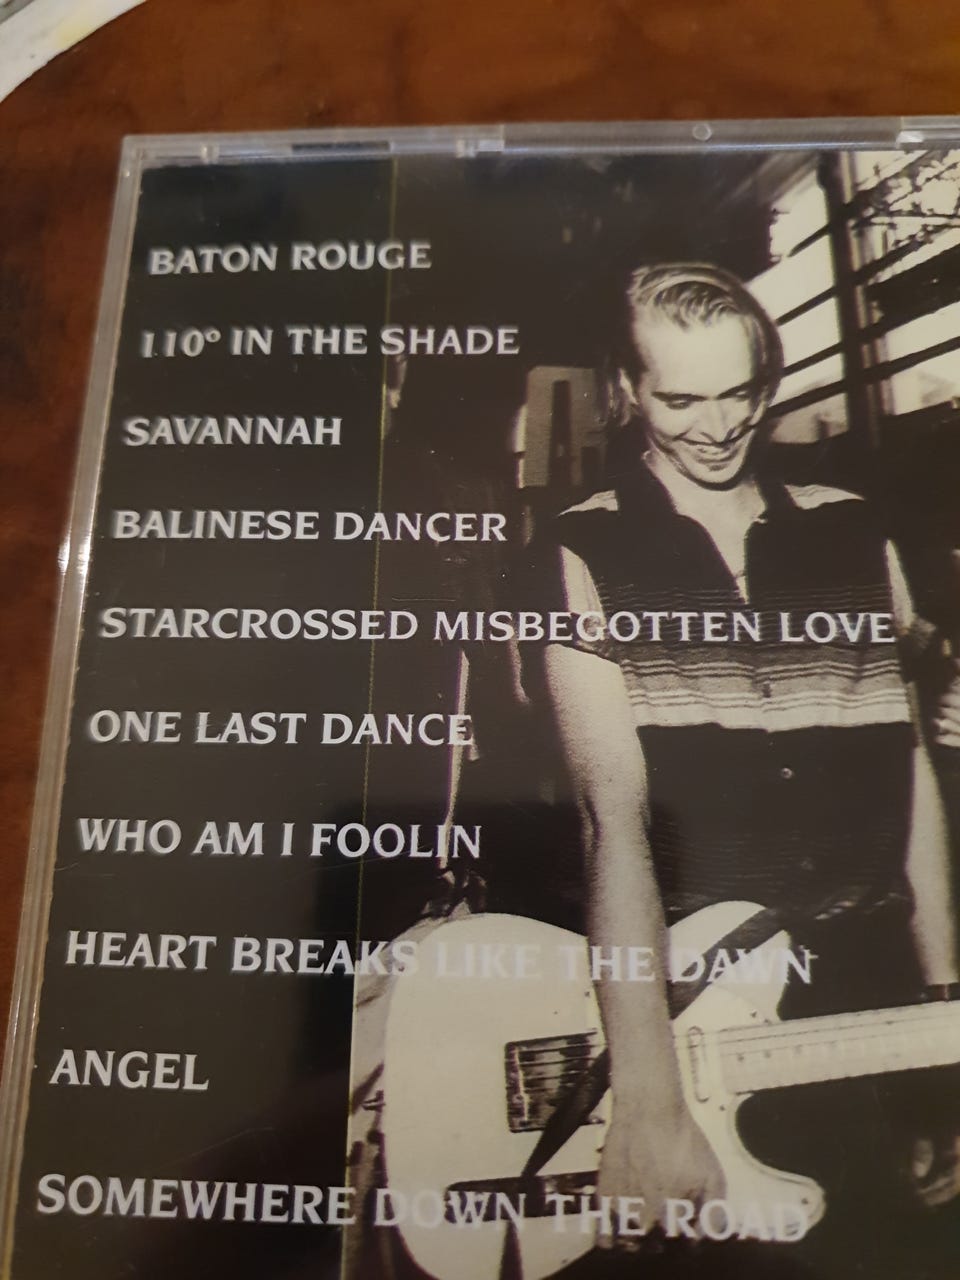 BATON ROUGE
110° IN THE SHADE
SAVANNAH
BALINESE DANCER
STARCROSSED MISBEGOTTEN LOVE
ONE LAST DANCE
WHO AM I FOOLIN
HEART BREAKS LIKE THE DAWN
ANGEL
SOMEWHERE DOWN THE ROAD